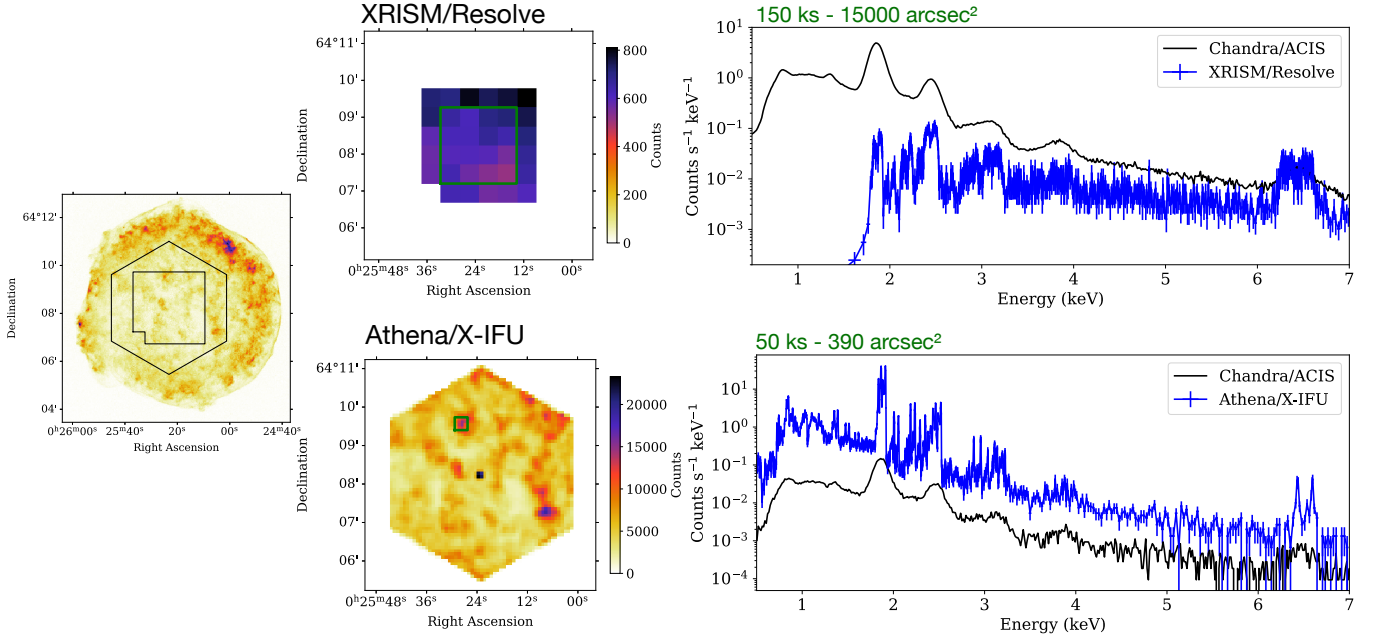 XRISM/Resolve
150 ks - 15000 arcsec²
64°11'
10'
09'
08'
07'
06'
Declination
0ʰ25ᵐ48ˢ
36ˢ
24ˢ
12ˢ
00ˢ
Right Ascension
800
600
400
200
0
Counts
10¹
10⁰
10⁻¹
10⁻²
10⁻³
Counts s⁻¹ keV⁻¹
Chandra/ACIS
XRISM/Resolve
1
2
3
4
5
6
7
Energy (keV)
64°12'
10'
08'
06'
04'
Declination
0ʰ26ᵐ00ˢ
25ᵐ40ˢ
20ˢ
00ˢ
24ᵐ40ˢ
Right Ascension
Athena/X-IFU
50 ks - 390 arcsec²
64°11'
10'
09'
08'
07'
06'
Declination
0ʰ25ᵐ48ˢ
36ˢ
24ˢ
12ˢ
00ˢ
Right Ascension
20000
15000
10000
5000
0
Counts
10¹
10⁰
10⁻¹
10⁻²
10⁻³
10⁻⁴
Counts s⁻¹ keV⁻¹
Chandra/ACIS
Athena/X-IFU
1
2
3
4
5
6
7
Energy (keV)